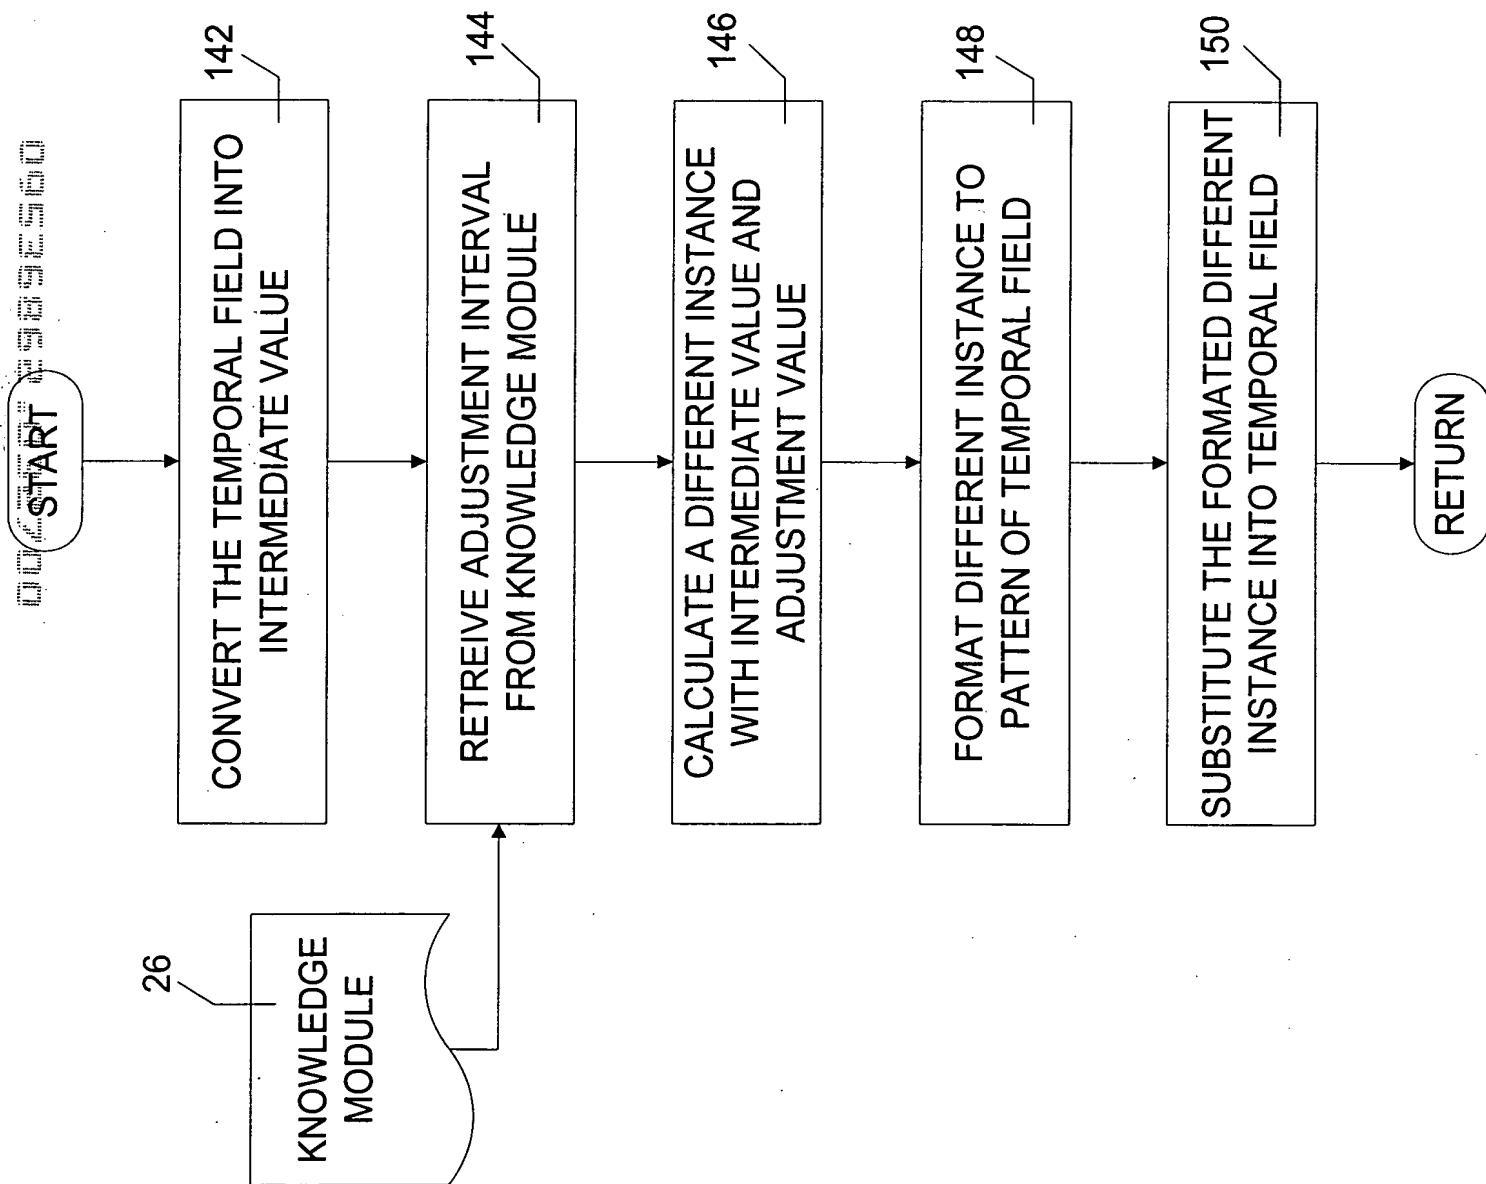 START
142
CONVERT THE TEMPORAL FIELD INTO
INTERMEDIATE VALUE
26
KNOWLEDGE
MODULE
144
RETREIVE ADJUSTMENT INTERVAL
FROM KNOWLEDGE MODULE
146
CALCULATE A DIFFERENT INSTANCE
WITH INTERMEDIATE VALUE AND
ADJUSTMENT VALUE
148
FORMAT DIFFERENT INSTANCE TO
PATTERN OF TEMPORAL FIELD
150
SUBSTITUTE THE FORMATED DIFFERENT
INSTANCE INTO TEMPORAL FIELD
RETURN